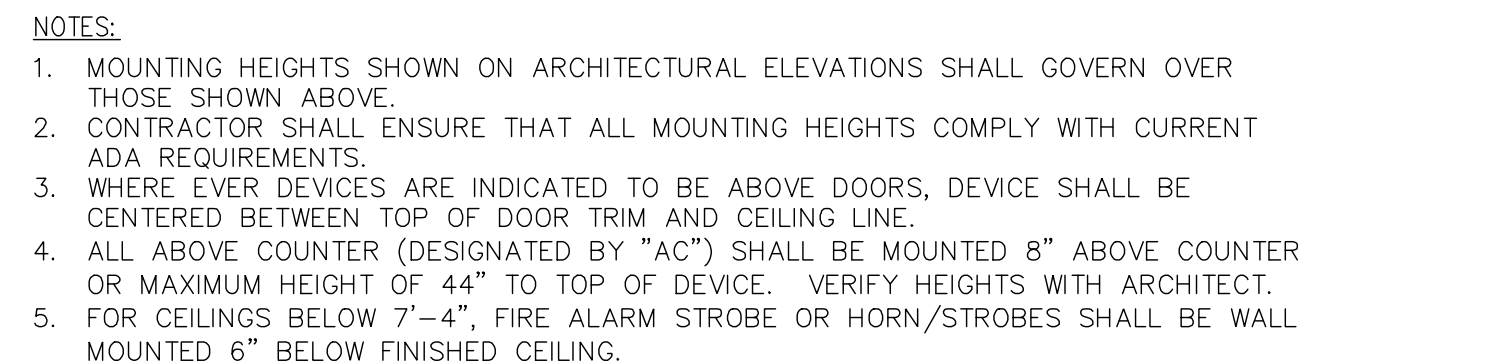 NOTES:
1. MOUNTING HEIGHTS SHOWN ON ARCHITECTURAL ELEVATIONS SHALL GOVERN OVER
THOSE SHOWN ABOVE.
2. CONTRACTOR SHALL ENSURE THAT ALL MOUNTING HEIGHTS COMPLY WITH CURRENT
ADA REQUIREMENTS.
3. WHERE EVER DEVICES ARE INDICATED TO BE ABOVE DOORS, DEVICE SHALL BE
CENTERED BETWEEN TOP OF DOOR TRIM AND CEILING LINE.
4. ALL ABOVE COUNTER (DESIGNATED BY ”AC”) SHALL BE MOUNTED 8” ABOVE COUNTER
OR MAXIMUM HEIGHT OF 44” TO TOP OF DEVICE. VERIFY HEIGHTS WITH ARCHITECT.
5. FOR CEILINGS BELOW 7’–4”, FIRE ALARM STROBE OR HORN/STROBES SHALL BE WALL
MOUNTED 6” BELOW FINISHED CEILING.